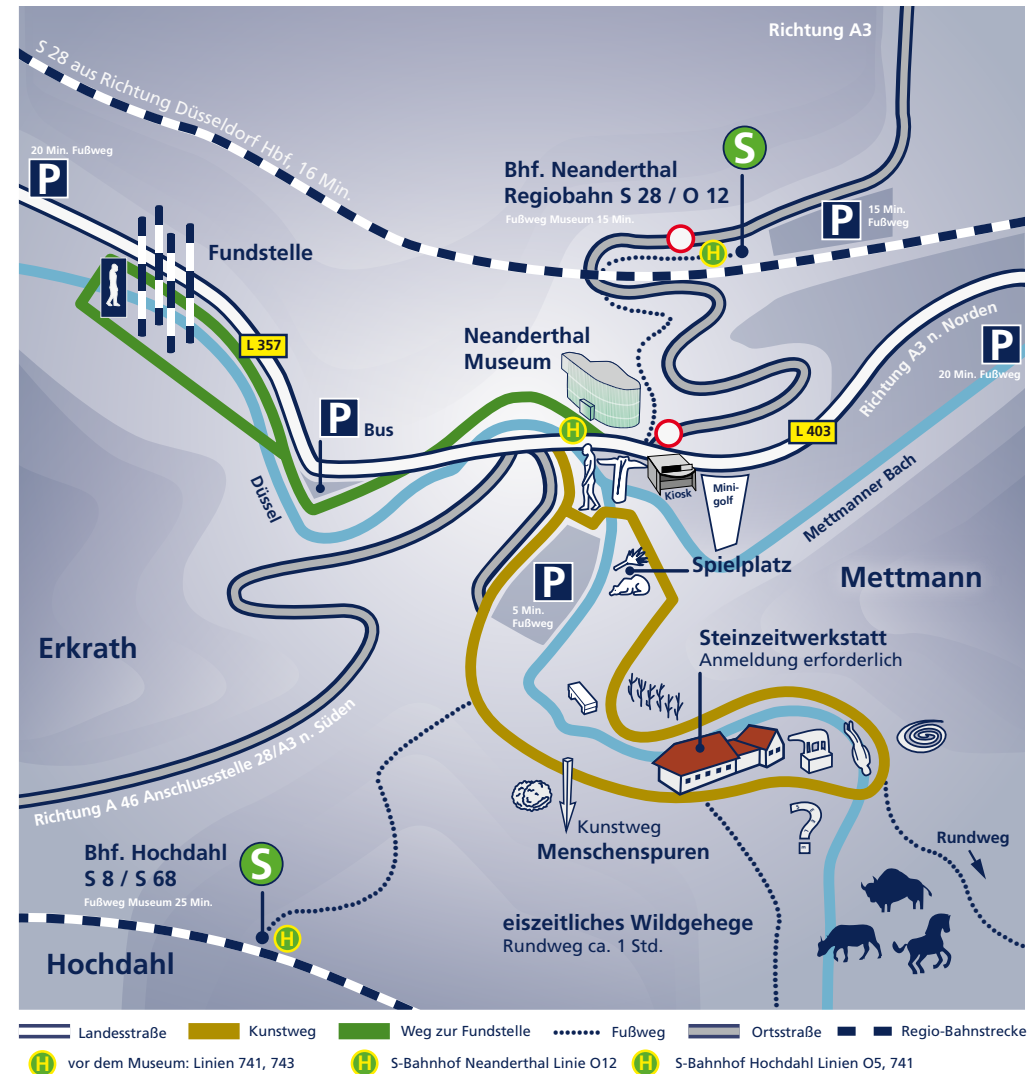 Richtung A3
S 28 aus Richtung Düsseldorf Hbf, 16 Min.
20 Min. Fußweg
P
S
Bhf. Neanderthal
Regiobahn S 28 / O 12
Fußweg Museum 15 Min.
H
P
15 Min.
Fußweg
Fundstelle
L 357
Neanderthal
Museum
Richtung A3 n. Norden
P
20 Min. Fußweg
P
Bus
H
L 403
Kiosk
Mini-
golf
Düssel
Mettmanner Bach
Spielplatz
Mettmann
P
5 Min.
Fußweg
Erkrath
Steinzeitwerkstatt
Anmeldung erforderlich
Richtung A 46 Anschlussstelle 28/A3 n. Süden
?
Kunstweg
Menschenspuren
Rundweg
Bhf. Hochdahl
S 8 / S 68
Fußweg Museum 25 Min.
S
H
eiszeitliches Wildgehege
Rundweg ca. 1 Std.
Hochdahl
Landesstraße
Kunstweg
Weg zur Fundstelle
Fußweg
Ortsstraße
Regio-Bahnstrecke
H vor dem Museum: Linien 741, 743
H S-Bahnhof Neanderthal Linie O12
H S-Bahnhof Hochdahl Linien O5, 741